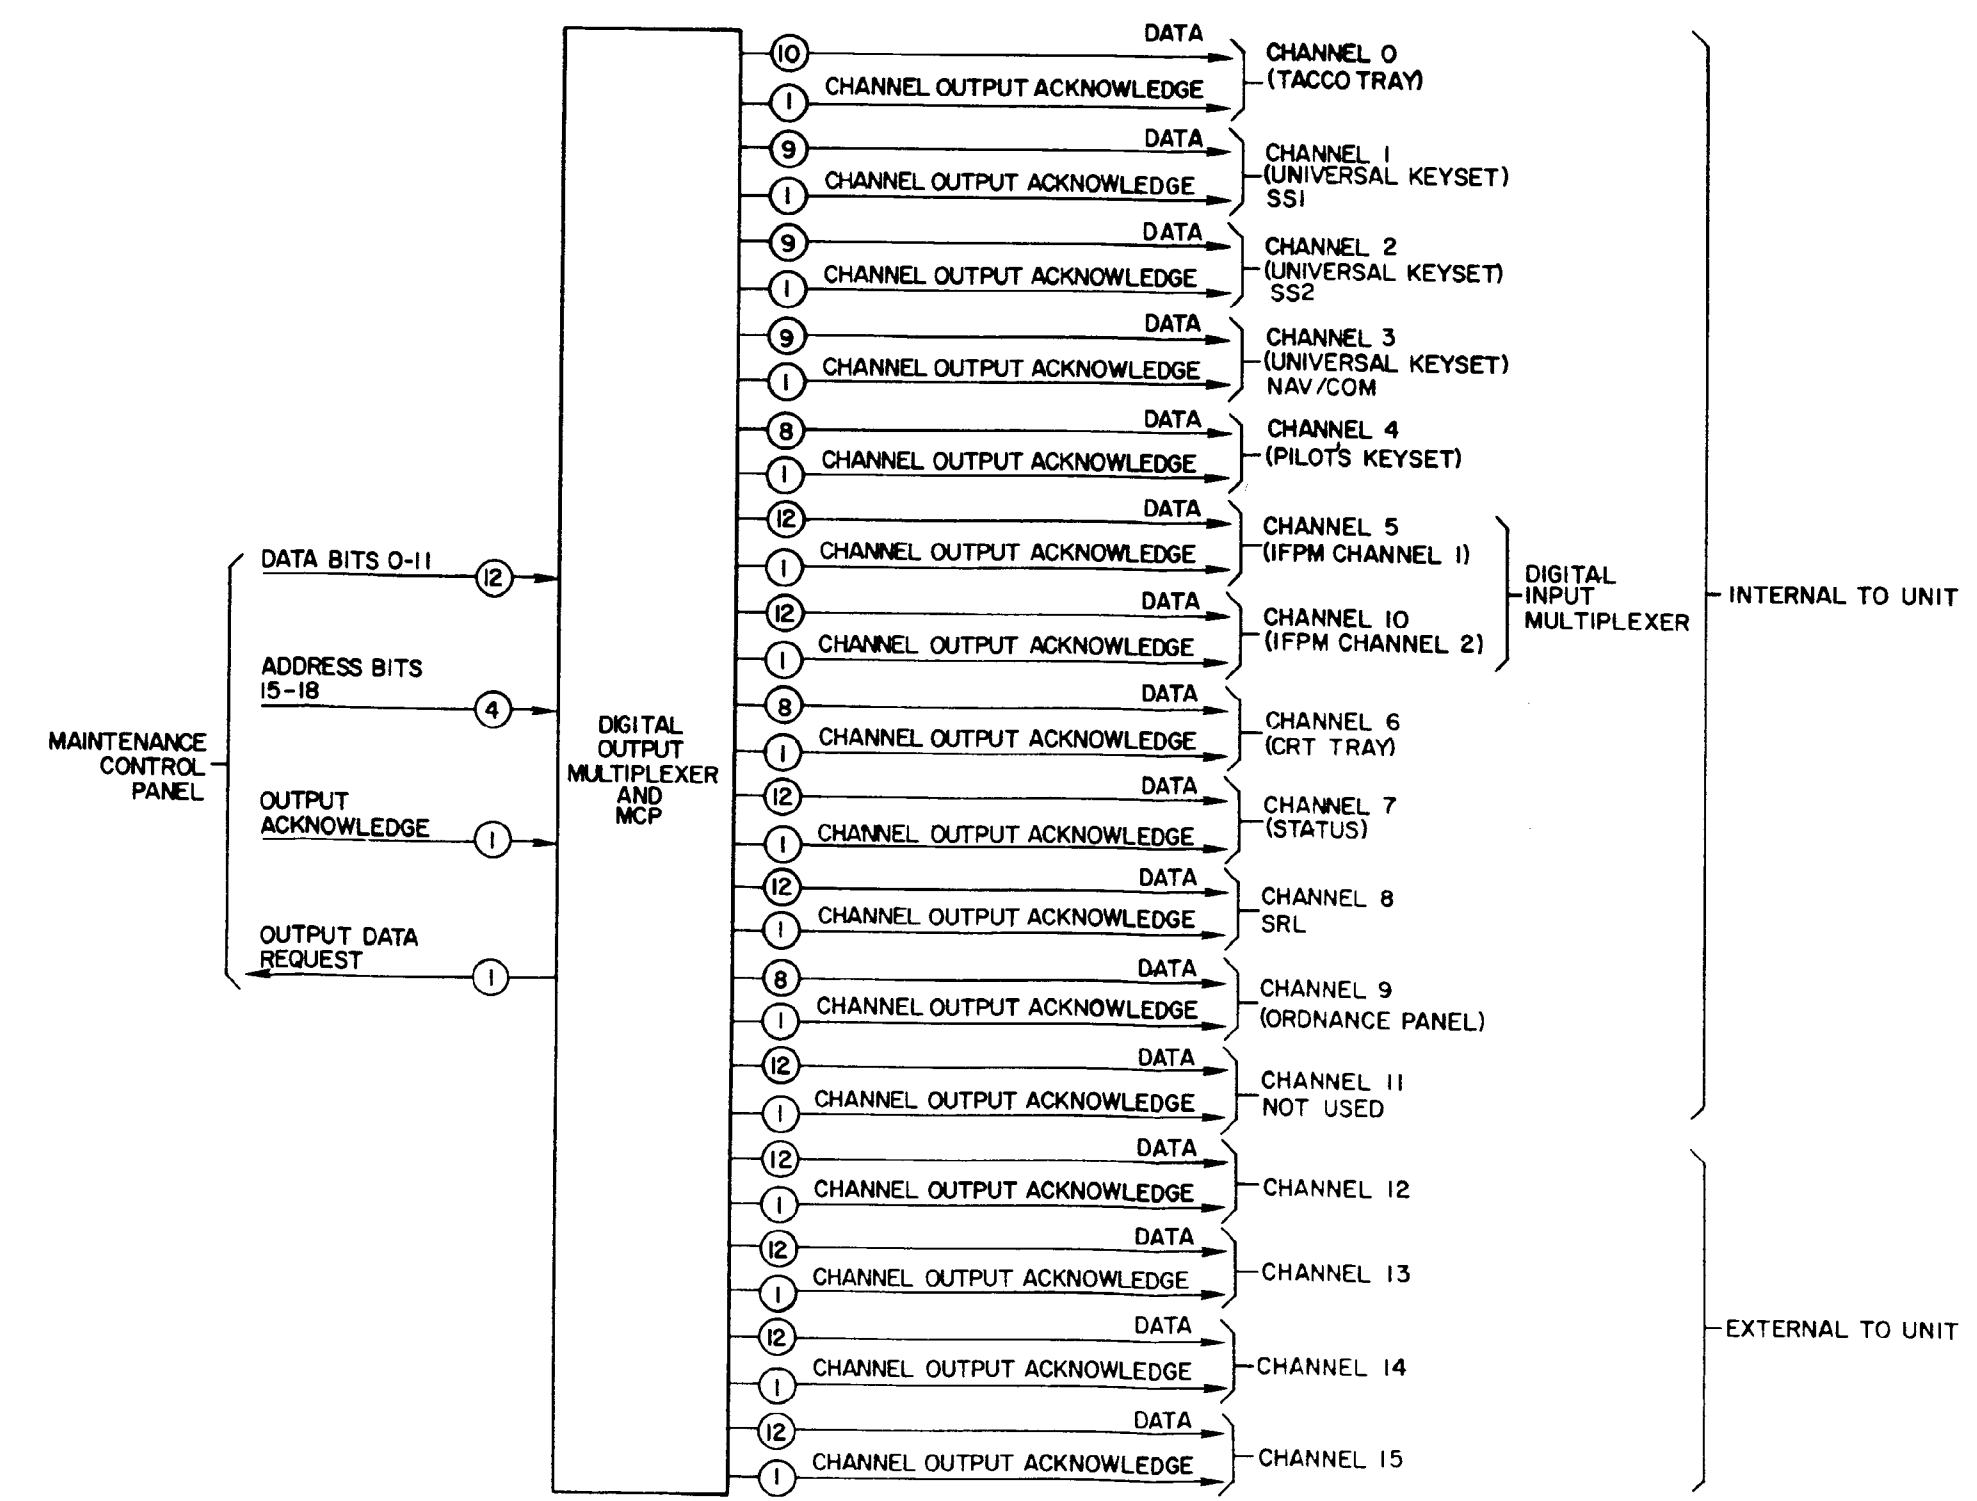 MAINTENANCE
CONTROL
PANEL
DATA BITS 0-11
12
ADDRESS BITS
15-18
4
OUTPUT
ACKNOWLEDGE
1
OUTPUT DATA
REQUEST
1
DIGITAL
OUTPUT
MULTIPLEXER
AND
MCP
10
DATA
1
CHANNEL OUTPUT ACKNOWLEDGE
CHANNEL 0
(TACCO TRAY)
9
DATA
1
CHANNEL OUTPUT ACKNOWLEDGE
CHANNEL 1
(UNIVERSAL KEYSET)
SS1
9
DATA
1
CHANNEL OUTPUT ACKNOWLEDGE
CHANNEL 2
(UNIVERSAL KEYSET)
SS2
9
DATA
1
CHANNEL OUTPUT ACKNOWLEDGE
CHANNEL 3
(UNIVERSAL KEYSET)
NAV/COM
8
DATA
1
CHANNEL OUTPUT ACKNOWLEDGE
CHANNEL 4
(PILOT'S KEYSET)
12
DATA
1
CHANNEL OUTPUT ACKNOWLEDGE
CHANNEL 5
(IFPM CHANNEL 1)
12
DATA
1
CHANNEL OUTPUT ACKNOWLEDGE
CHANNEL 10
(IFPM CHANNEL 2)
DIGITAL
INPUT
MULTIPLEXER
8
DATA
1
CHANNEL OUTPUT ACKNOWLEDGE
CHANNEL 6
(CRT TRAY)
12
DATA
1
CHANNEL OUTPUT ACKNOWLEDGE
CHANNEL 7
(STATUS)
12
DATA
1
CHANNEL OUTPUT ACKNOWLEDGE
CHANNEL 8
SRL
8
DATA
1
CHANNEL OUTPUT ACKNOWLEDGE
CHANNEL 9
(ORDNANCE PANEL)
12
DATA
1
CHANNEL OUTPUT ACKNOWLEDGE
CHANNEL 11
NOT USED
INTERNAL TO UNIT
12
DATA
1
CHANNEL OUTPUT ACKNOWLEDGE
CHANNEL 12
12
DATA
1
CHANNEL OUTPUT ACKNOWLEDGE
CHANNEL 13
12
DATA
1
CHANNEL OUTPUT ACKNOWLEDGE
CHANNEL 14
12
DATA
1
CHANNEL OUTPUT ACKNOWLEDGE
CHANNEL 15
EXTERNAL TO UNIT